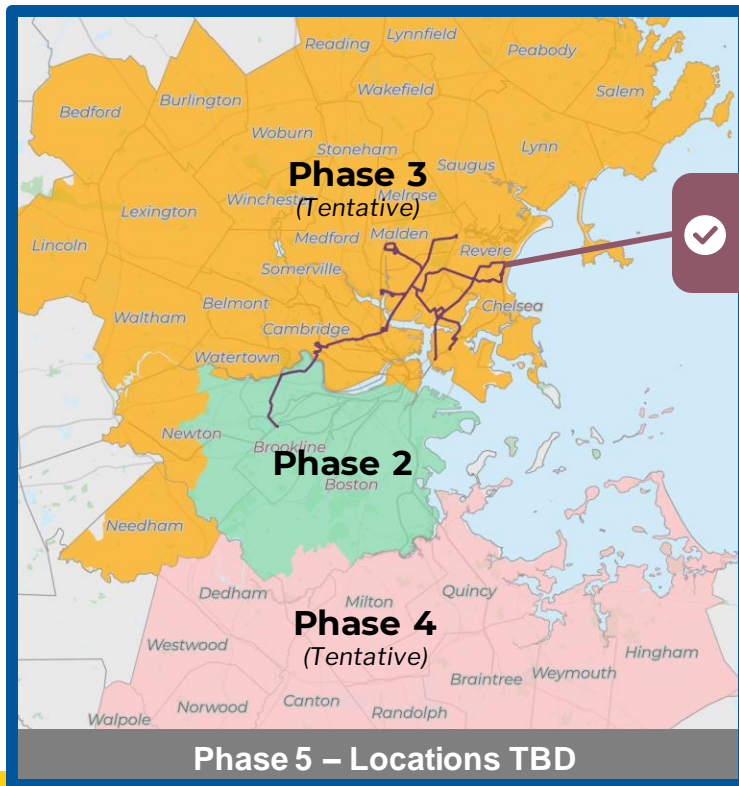 Reading
Lynnfield
Peabody
Burlington
Wakefield
Salem
Bedford
Woburn
Stoneham
Lynn
Saugus
Phase 3
Winchester
Melrose
(Tentative)
Lexington
Medford
Malden
Revere
Lincoln
Somerville
Belmont
Chelsea
Waltham
Cambridge
Watertown
Newton
Brookline
Phase 2
Boston
Needham
Dedham
Milton
Quincy
Phase 4
Westwood
(Tentative)
Hingham
Braintree
Weymouth
Canton
Norwood
Randolph
Walpole
Phase 5 – Locations TBD